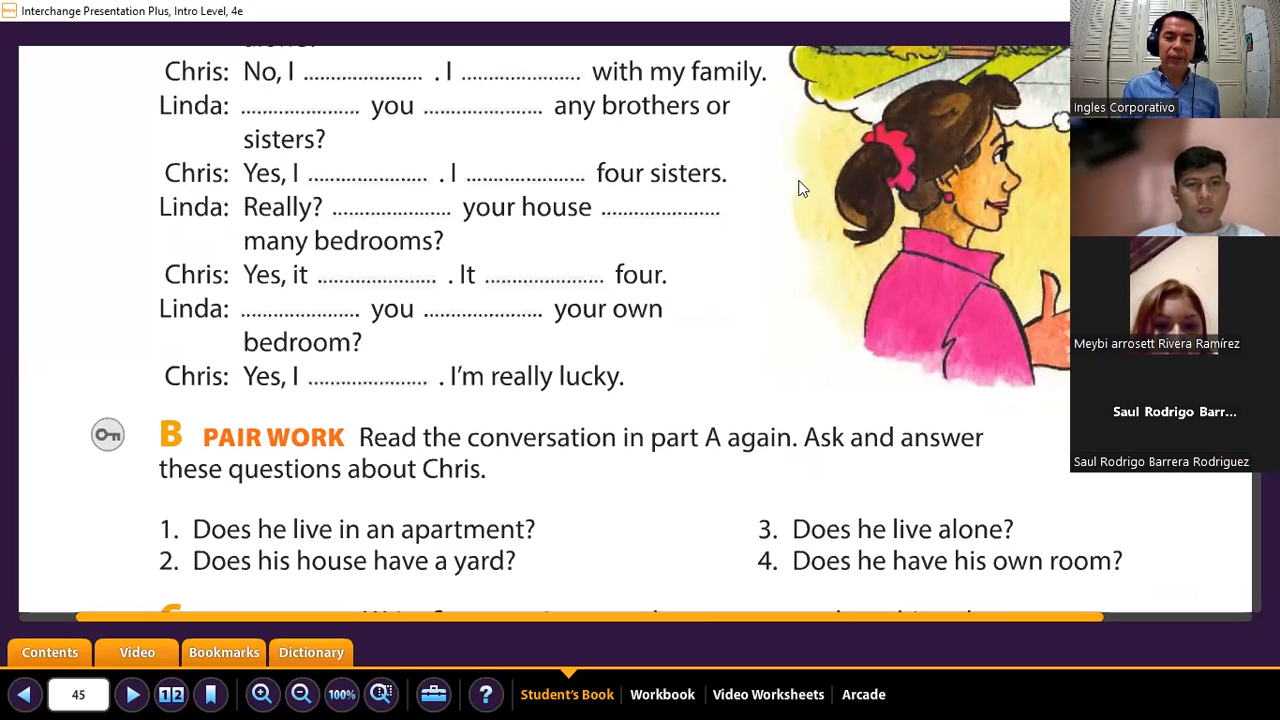 Interchange Presentation Plus, Intro Level, 4e
Chris: No, I ........................ . I ........................ with my family.
Linda: ........................ you ........................ any brothers or
sisters?
Chris: Yes, I ........................ . I ........................ four sisters.
Linda: Really? ........................ your house ........................
many bedrooms?
Chris: Yes, it ........................ . It ........................ four.
Linda: ........................ you ........................ your own
bedroom?
Chris: Yes, I ........................ . I'm really lucky.
B PAIR WORK Read the conversation in part A again. Ask and answer
these questions about Chris.
1. Does he live in an apartment?
2. Does his house have a yard?
3. Does he live alone?
4. Does he have his own room?
Ingles Corporativo
Meybi arrosett Rivera Ramírez
Saul Rodrigo Barr...
Saul Rodrigo Barrera Rodriguez
Contents Video Bookmarks Dictionary
45 1 2 100% ? Student's Book Workbook Video Worksheets Arcade